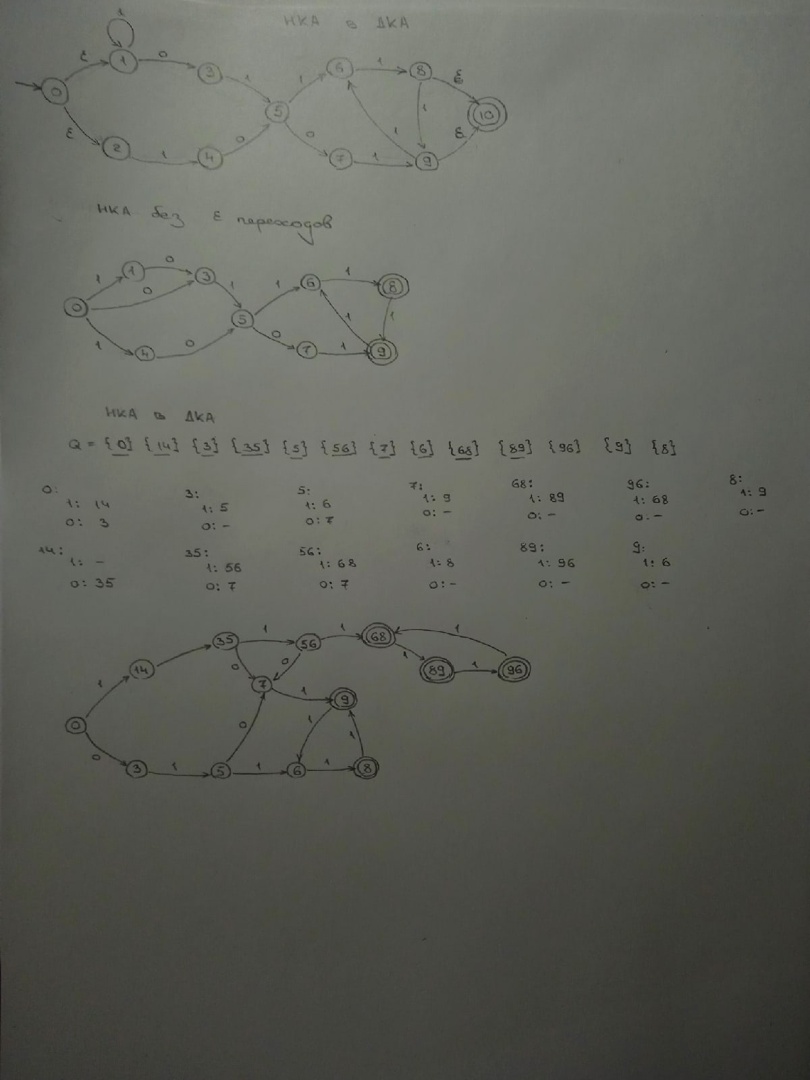 НКА в ДКА
1
ε 1 0 3 1 1 6 1 8 ε
0 5 1 10
ε 2 1 4 0 0 7 1 1 9 ε
НКА без ε переходов
1 1 0 3 1 1 6 1 8
0 0 5 1 1
1 4 0 0 7 1 9
НКА в ДКА
Q = {0} {14} {3} {35} {5} {56} {7} {6} {68} {89} {96} {9} {8}
0: 3: 5: 7: 68: 96: 8:
1: 14 1: 5 1: 6 1: 9 1: 89 1: 68 1: 9
0: 3 0: - 0: 7 0: - 0: - 0: - 0: -
14: 35: 56: 6: 89: 9:
1: - 1: 56 1: 68 1: 8 1: 96 1: 6
0: 35 0: 7 0: 7 0: - 0: - 0: -
35 1 56 1 68 1
1 14 0 0 1 89 1 96
7 1 9
0 0 1 1
0 3 1 5 1 6 1 8